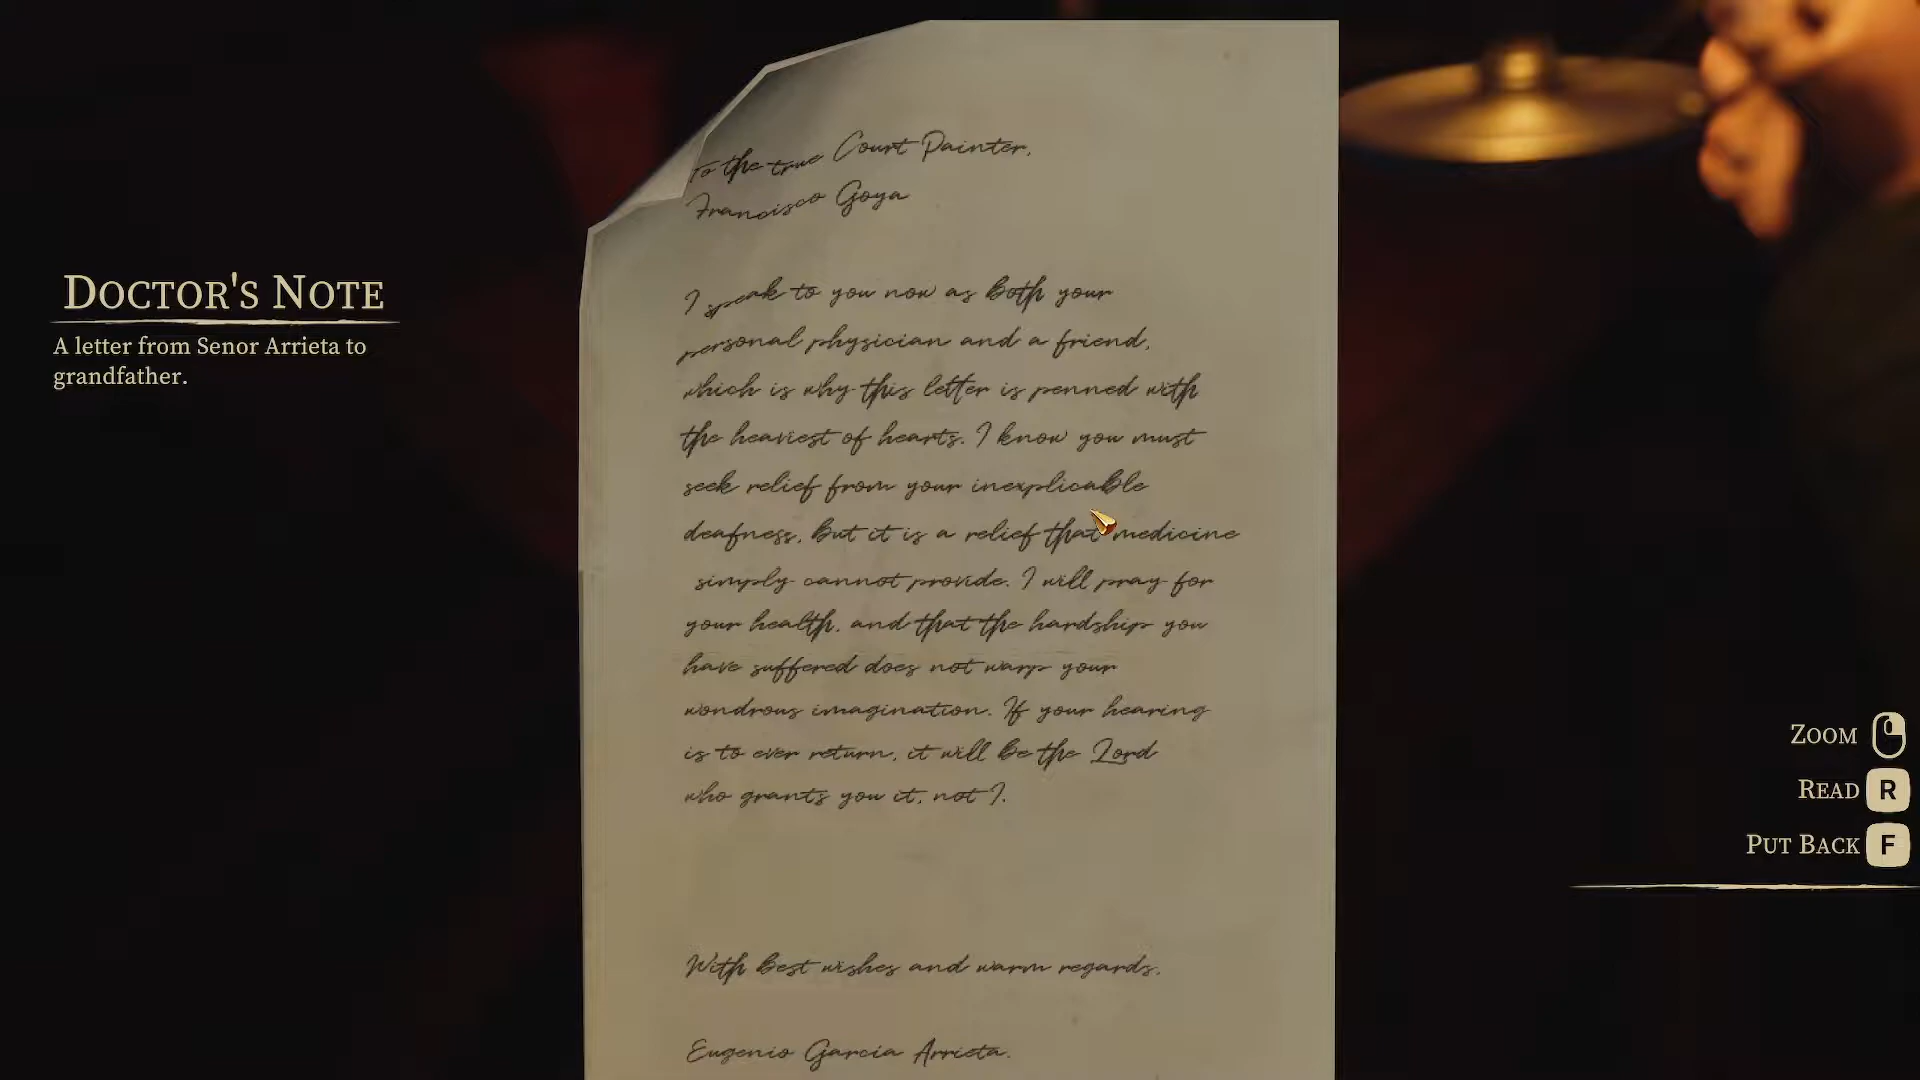 DOCTOR'S NOTE
A letter from Senor Arrieta to
grandfather.
To the true Court Painter,
Francisco Goya
I speak to you now as both your
personal physician and a friend,
which is why this letter is penned with
the heaviest of hearts. I know you must
seek relief from your inexplicable
deafness, but it is a relief that medicine
simply cannot provide. I will pray for
your health, and that the hardship you
have suffered does not warp your
wondrous imagination. If your hearing
is to ever return, it will be the Lord
who grants you it, not I.
With best wishes and warm regards,
Eugenio Garcia Arrieta.
ZOOM
READ R
PUT BACK F